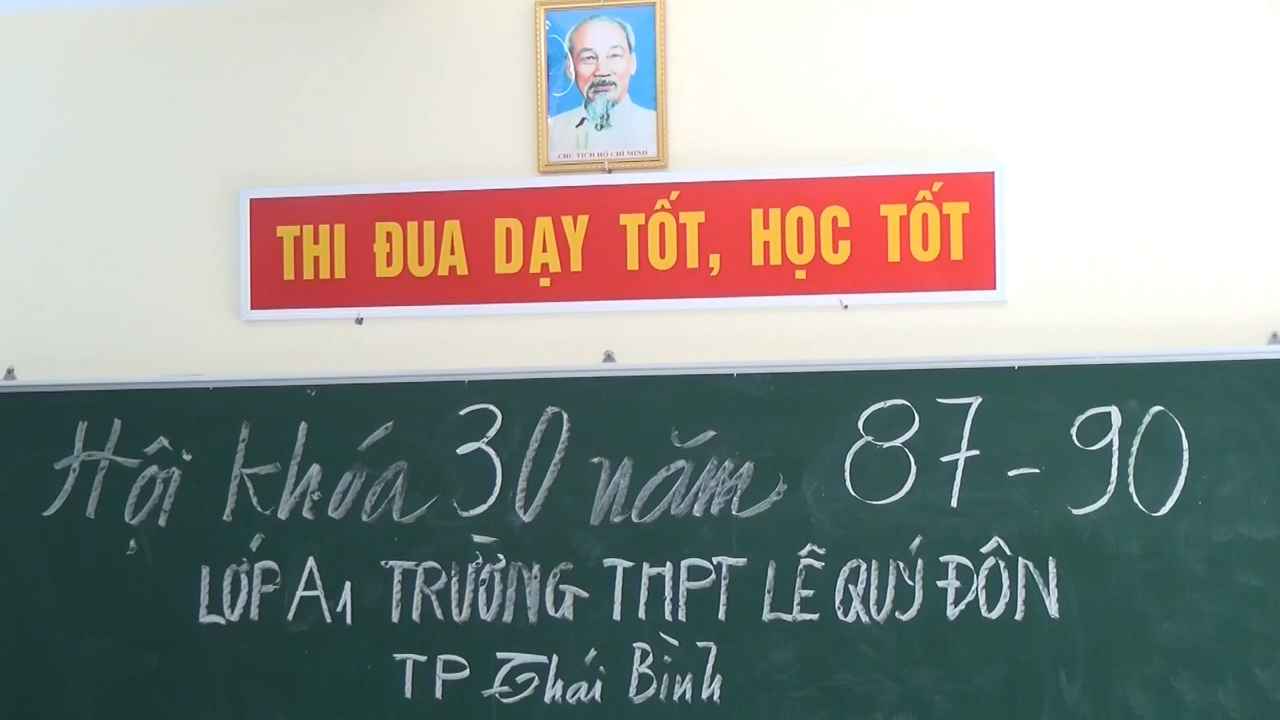 CHỦ TỊCH HỒ CHÍ MINH
THI ĐUA DẠY TỐT, HỌC TỐT
Hội khóa 30 năm 87-90
LỚP A1 TRƯỜNG THPT LÊ QUÝ ĐÔN
TP Thái Bình